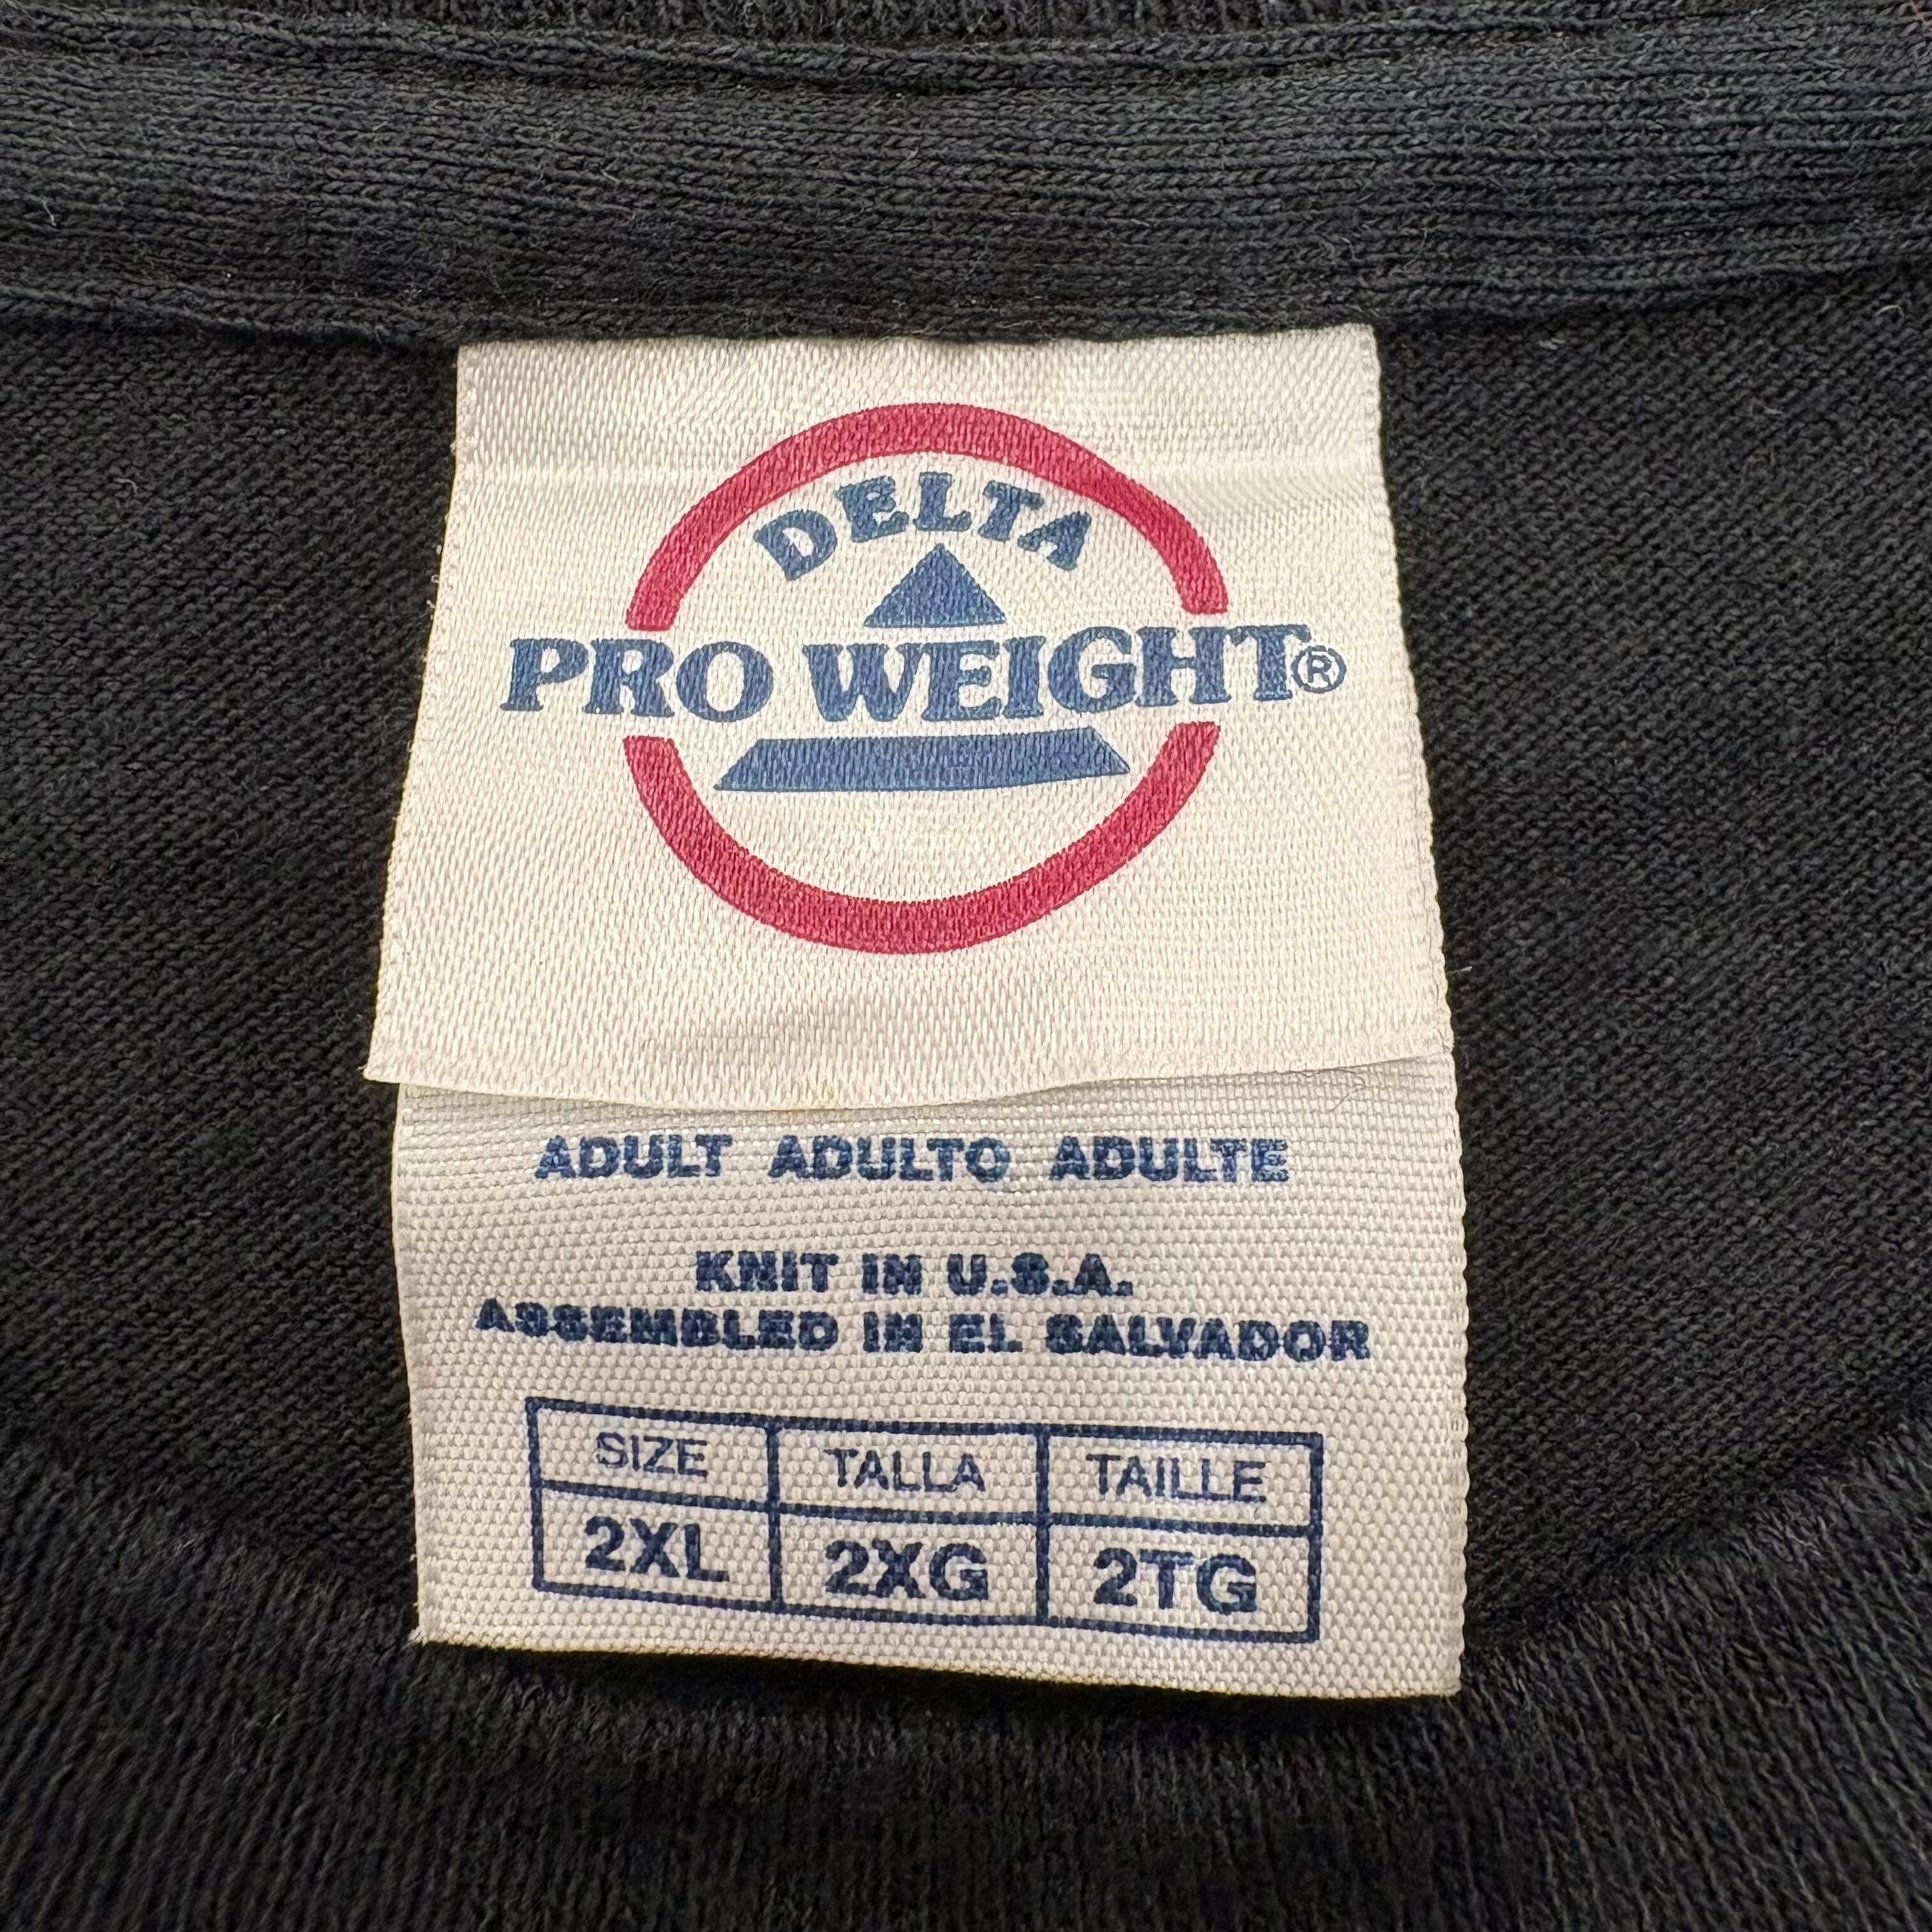 DELTA
PRO WEIGHT®
ADULT ADULTO ADULTE
KNIT IN U.S.A.
ASSEMBLED IN EL SALVADOR
SIZE TALLA TAILLE
2XL 2XG 2TG